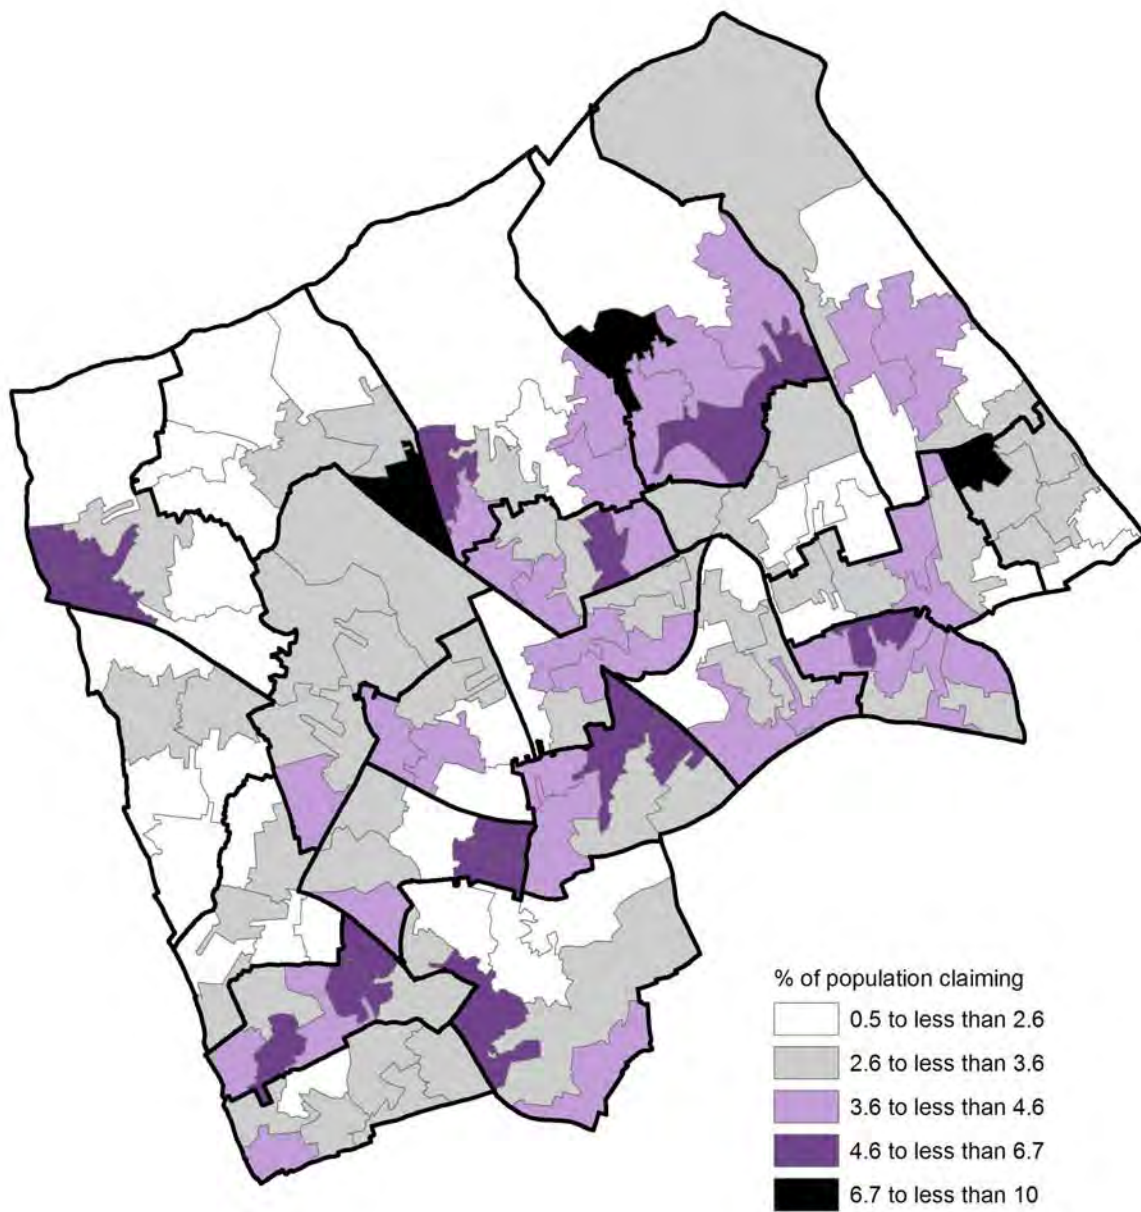 % of population claiming
0.5 to less than 2.6
2.6 to less than 3.6
3.6 to less than 4.6
4.6 to less than 6.7
6.7 to less than 10